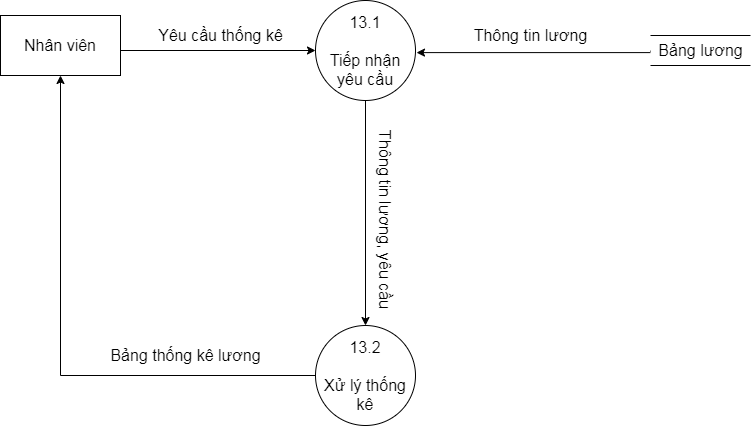 13.1
Nhân viên
Yêu cầu thống kê
Tiếp nhận
yêu cầu
Thông tin lương
Bảng lương
Thông tin lương, yêu cầu
Bảng thống kê lương
13.2
Xử lý thống
kê